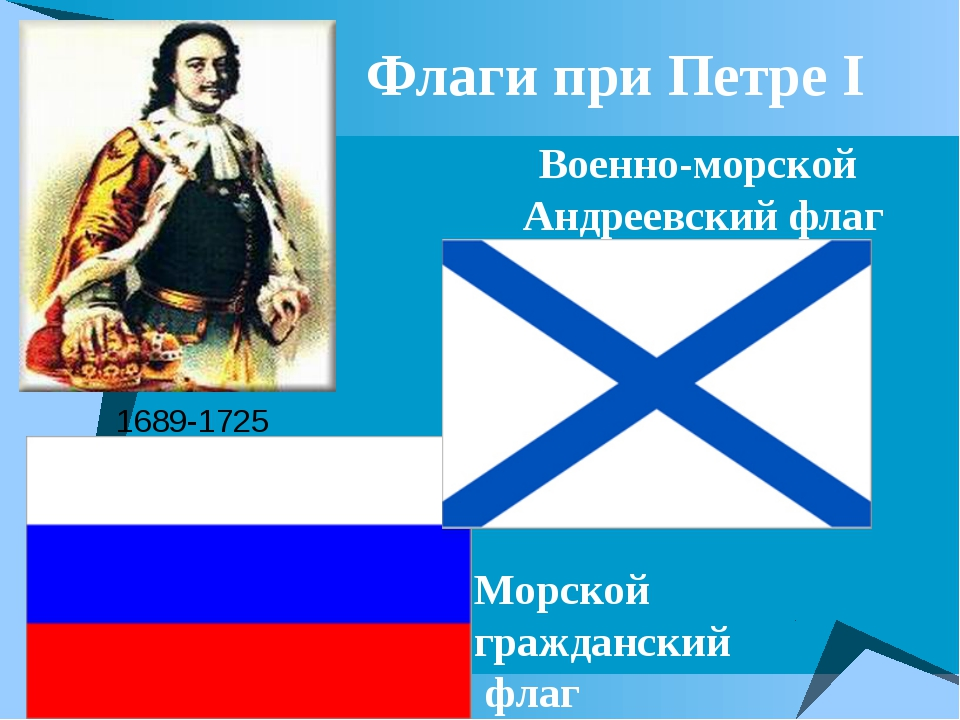 Флаги при Петре I
Военно-морской
Андреевский флаг
1689-1725
Морской
гражданский
флаг